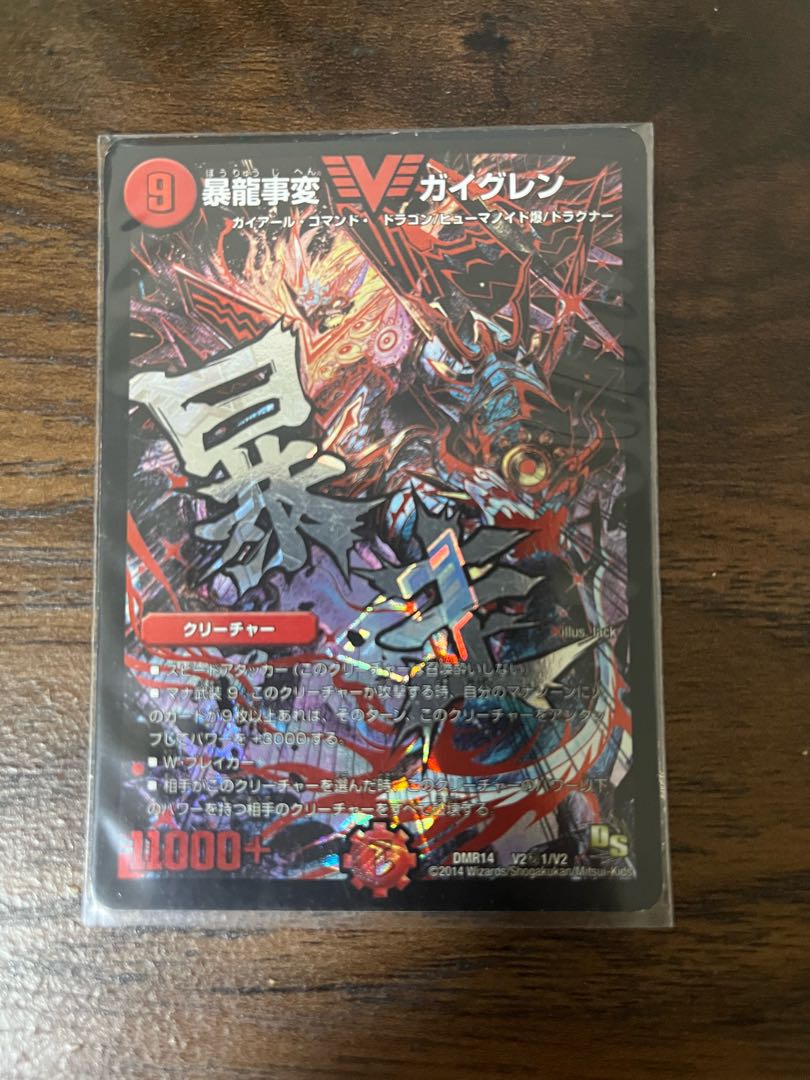 ぼうりゅう じ へん
9 暴龍事変 V ガイグレン
ガイアール・コマンド・ ドラゴン/ヒューマノイド爆/ドラクナー
暴
クリーチャー
illus. Jack
■ スピードアタッカー(このクリーチャーは召喚酔いしない)
■ マナ武装 9:このクリーチャーが攻撃する時、自分のマナゾーンに火
のカードが9枚以上あれば、そのターン、このクリーチャーをアンタッ
プしてパワーを+3000する。
■ W・ブレイカー
■ 相手がこのクリーチャーを選んだ時、このクリーチャーのパワー以下
のパワーを持つ相手のクリーチャーをすべて破壊する。
11000+
DS
DMR14 V2 1/V2
©2014 Wizards/Shogakukan/Mitsui-Kids